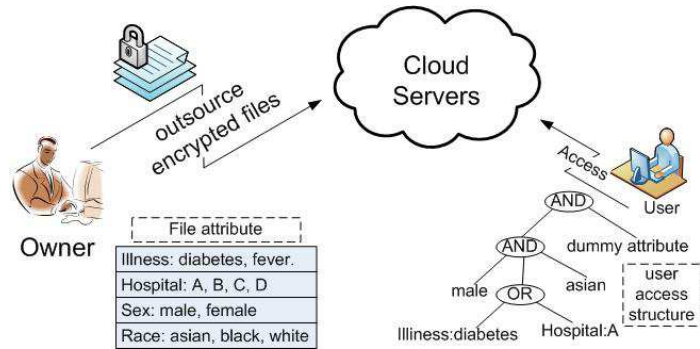 Cloud
Servers
outsource
encrypted files
Access
User
Owner
File attribute
Illness: diabetes, fever.
Hospital: A, B, C, D
Sex: male, female
Race: asian, black, white
AND
AND
dummy attribute
male
OR
asian
Illiness:diabetes
Hospital:A
user
access
structure